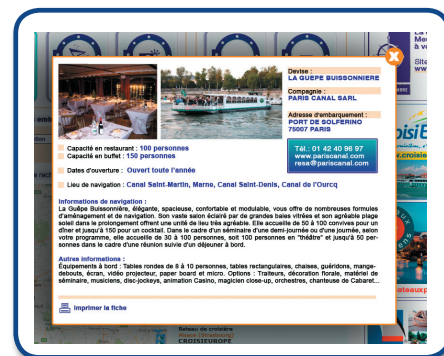 Devise :
LA GUEPE BUISSONNIERE
Compagnie :
PARIS CANAL SARL
Adresse d'embarquement :
PORT DE SOLFERINO
75007 PARIS
Tél.: 01 42 40 96 97
www.pariscanal.com
resa@pariscanal.com
Capacité en restaurant : 100 personnes
Capacité en buffet : 150 personnes
Dates d'ouverture : Ouvert toute l'année
Lieu de navigation : Canal Saint-Martin, Marne, Canal Saint-Denis, Canal de l'Ourcq
Informations de navigation :
La Guêpe Buissonnière, élégante, spacieuse, confortable et modulable, vous offre de nombreuses formules
d'aménagement et de navigation. Son vaste salon éclairé par de grandes baies vitrées et son agréable plage
soleil dans le prolongement offrent une unité de lieu très agréable. Elle accueille de 50 à 100 convives pour un
dîner et jusqu'à 150 pour un cocktail. Dans le cadre d'un séminaire d'une demi-journée ou d'une journée, selon
votre programme, elle accueille de 30 à 100 personnes, soit 100 personnes en "théâtre" et jusqu'à 50 per-
sonnes dans le cadre d'une réunion suivie d'un déjeuner à bord.
Autres informations :
Équipements à bord : Tables rondes de 8 à 10 personnes, tables rectangulaires, chaises, guéridons, mange-
debouts, écran, vidéo projecteur, paper board et micro. Options : Traiteurs, décoration florale, matériel de
séminaire, musiciens, disc-jockeys, animation Casino, magicien close-up, orchestres, chanteuse de Cabaret...
Imprimer la fiche
Bateau de croisière
Alsace (Strasbourg)
CROISIEUROPE